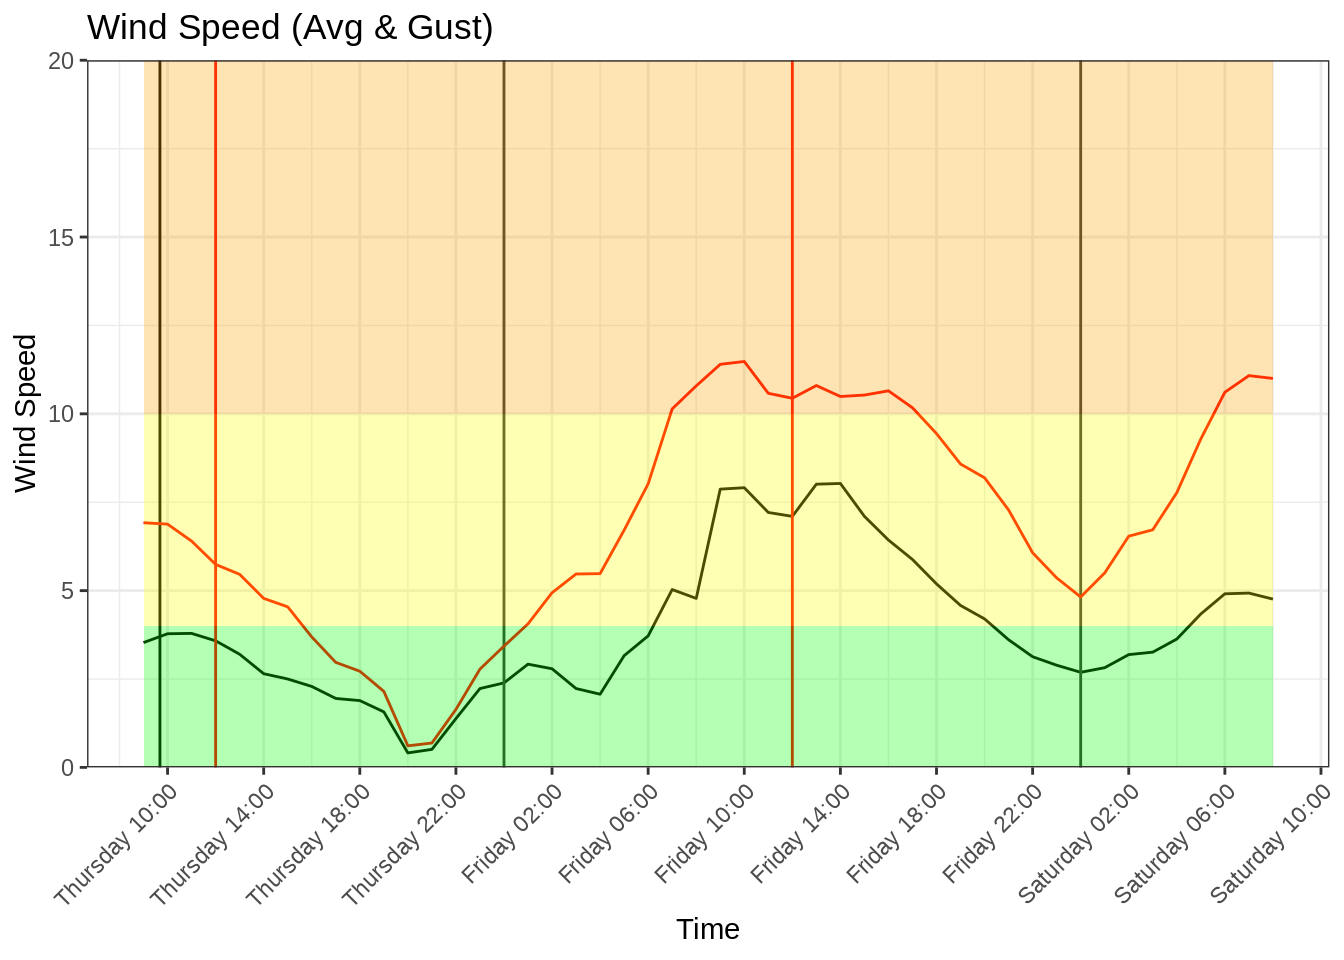 Wind Speed (Avg & Gust)
Wind Speed
20
15
10
5
0
Thursday 10:00
Thursday 14:00
Thursday 18:00
Thursday 22:00
Friday 02:00
Friday 06:00
Friday 10:00
Friday 14:00
Friday 18:00
Friday 22:00
Saturday 02:00
Saturday 06:00
Saturday 10:00
Time